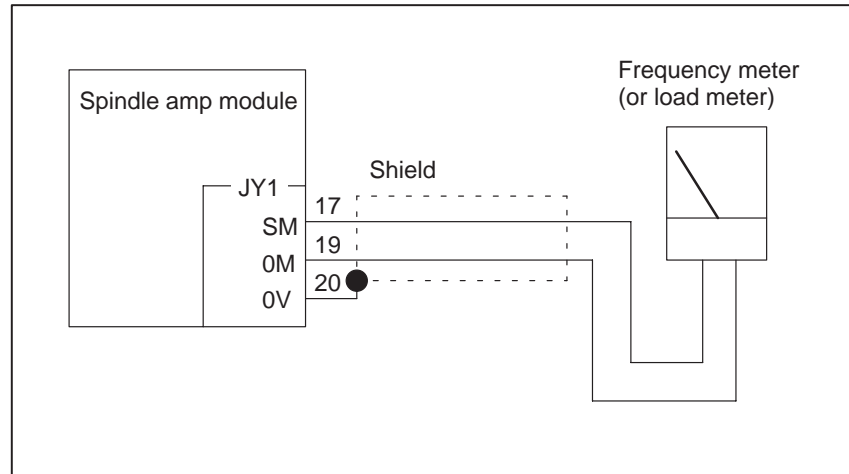 Frequency meter
(or load meter)
Spindle amp module
Shield
JY1
17
SM
19
0M
20
0V